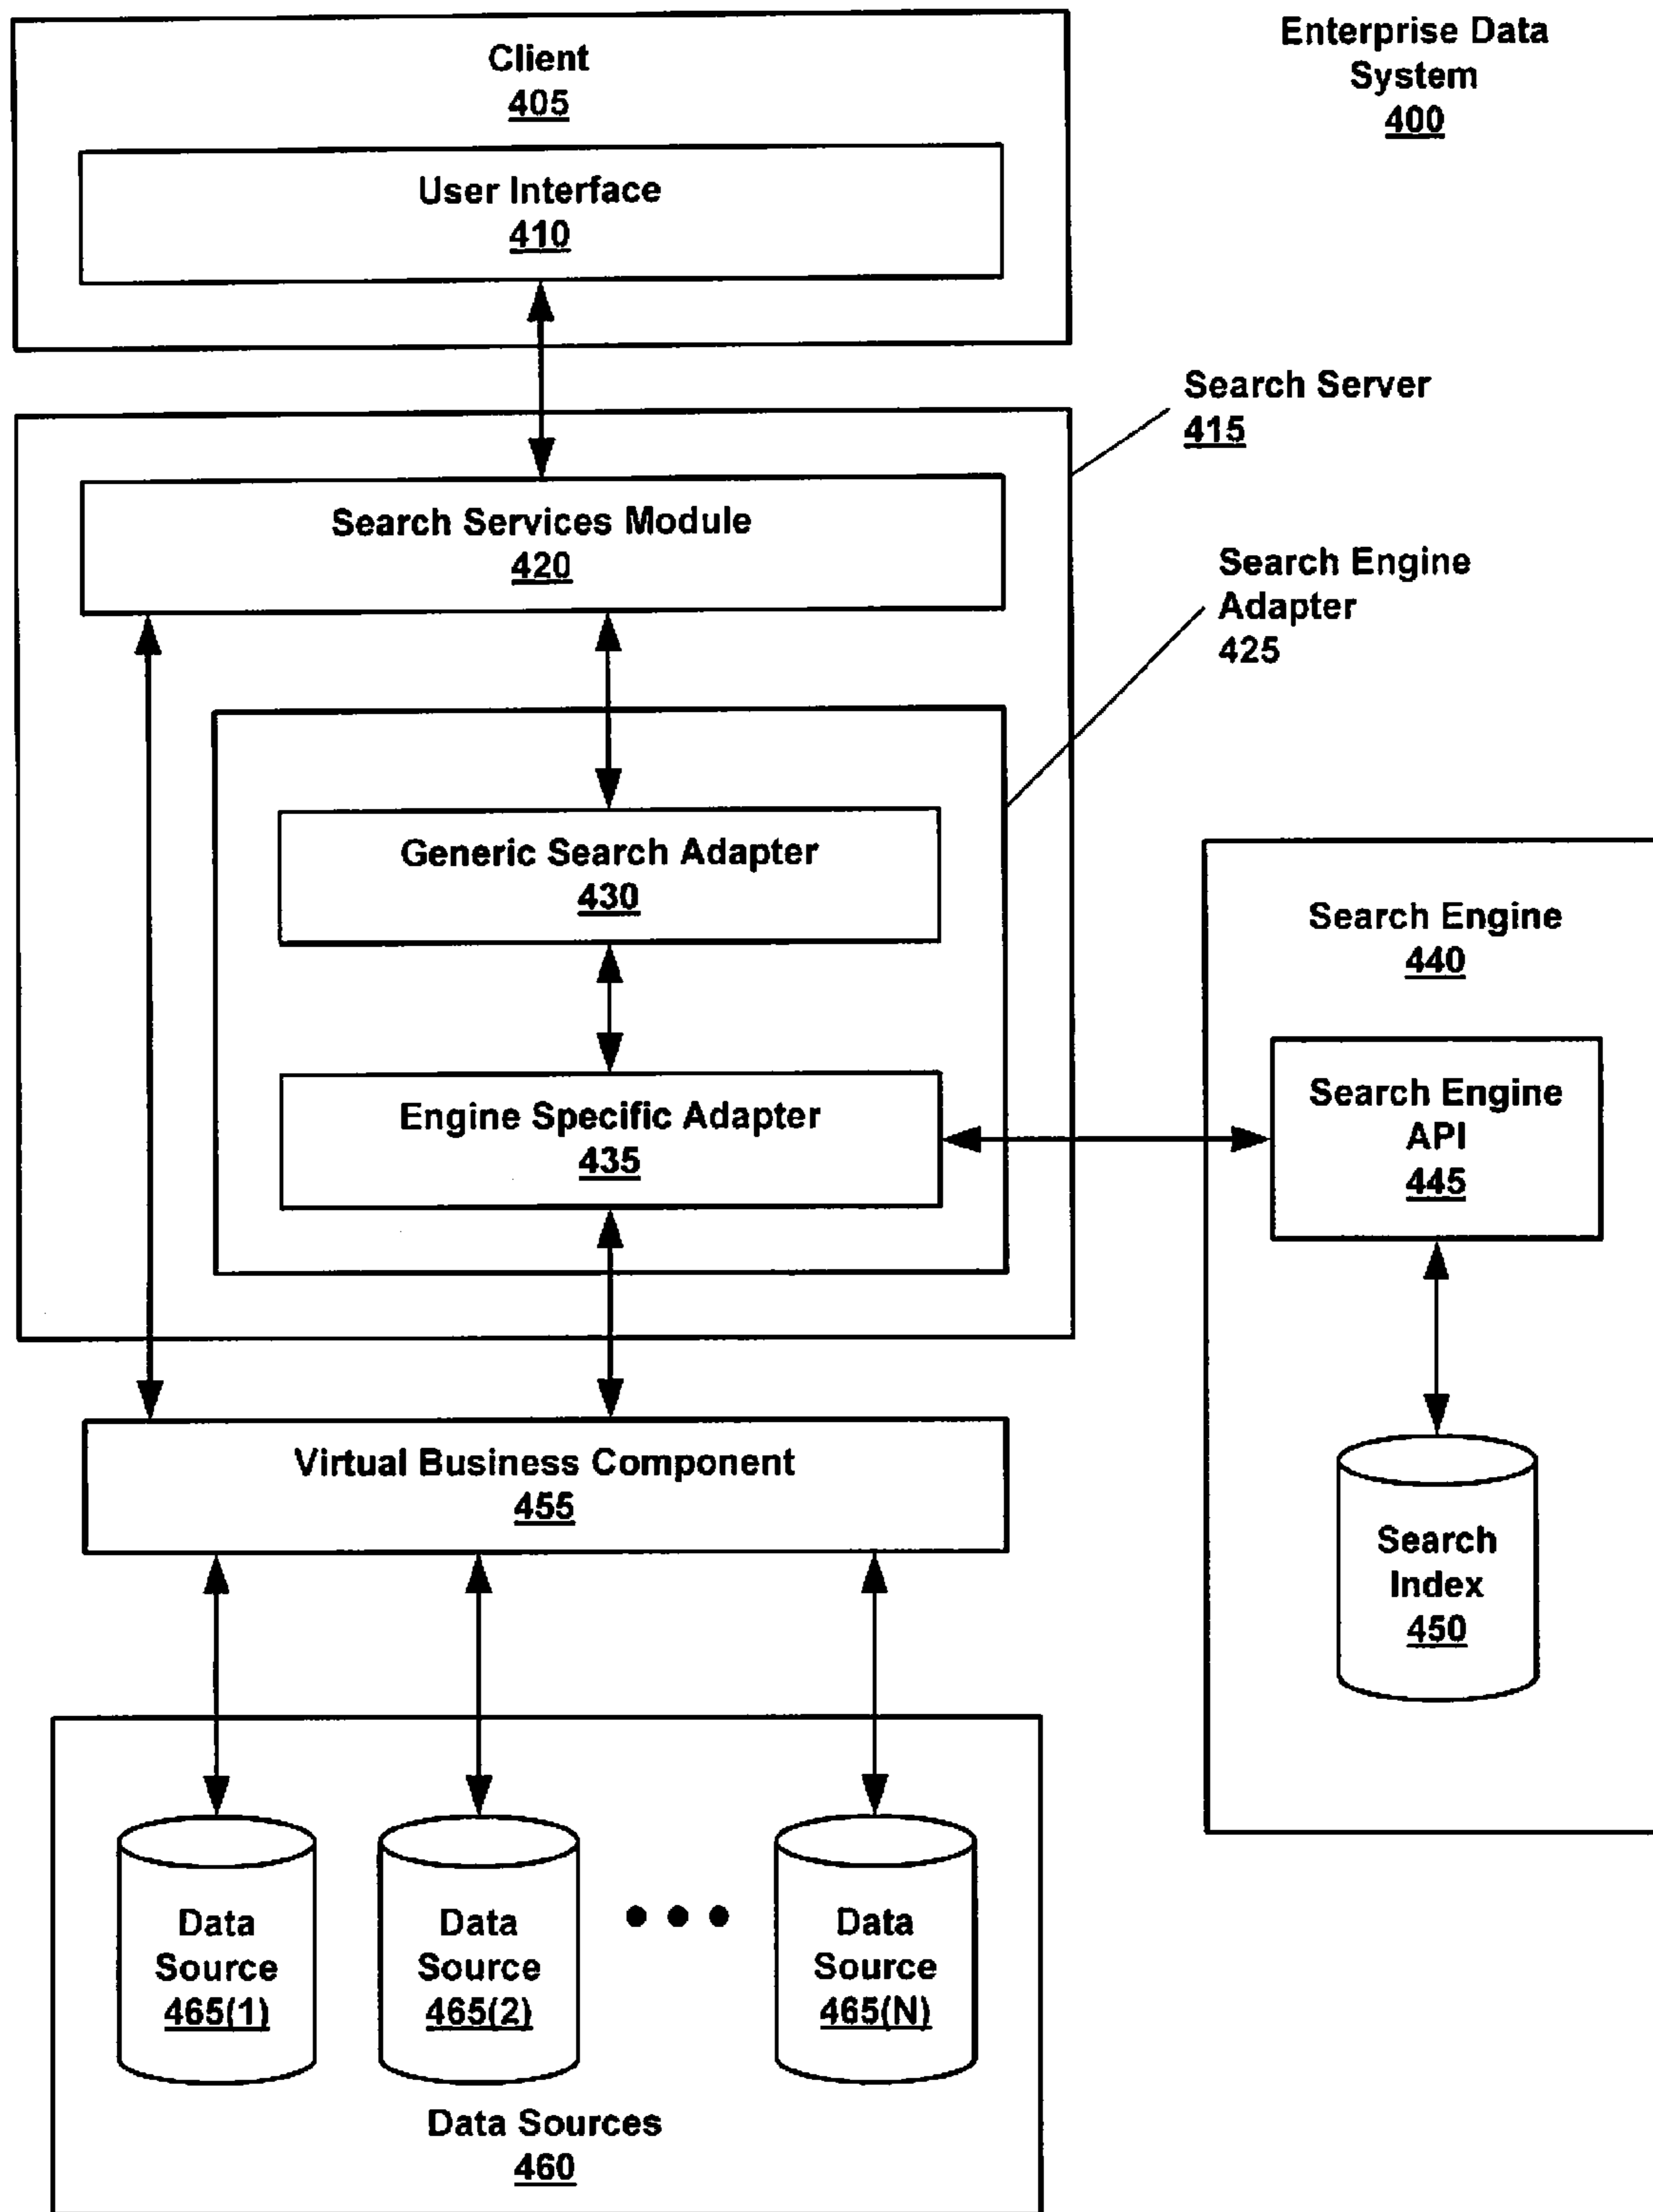 Enterprise Data
System
400
Client
405
User Interface
410
Search Server
415
Search Services Module
420
Search Engine
Adapter
425
Generic Search Adapter
430
Engine Specific Adapter
435
Search Engine
440
Search Engine
API
445
Search
Index
450
Virtual Business Component
455
Data
Source
465(1)
Data
Source
465(2)
Data
Source
465(N)
Data Sources
460